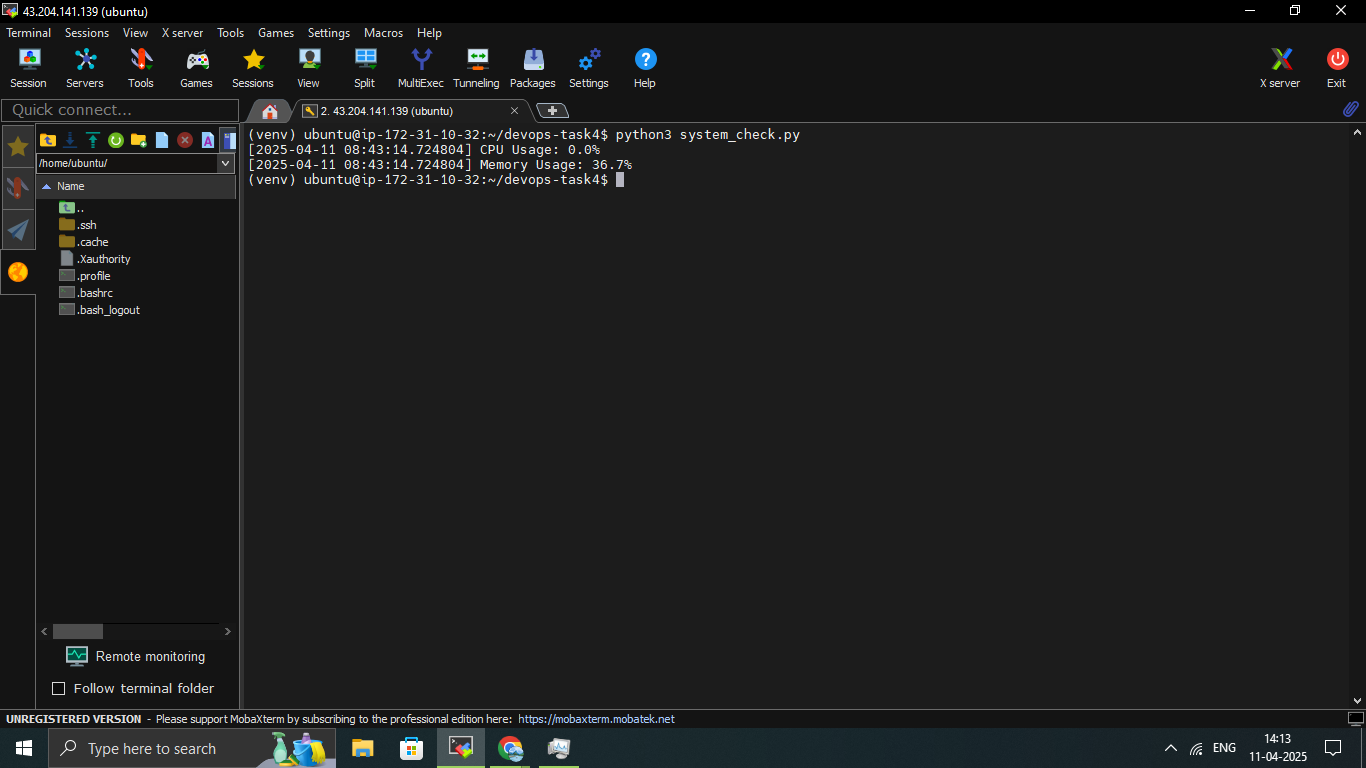 43.204.141.139 (ubuntu)
Terminal Sessions View X server Tools Games Settings Macros Help
Session Servers Tools Games Sessions View Split MultiExec Tunneling Packages Settings Help X server Exit
Quick connect...
2. 43.204.141.139 (ubuntu)
/home/ubuntu/
Name
..
.ssh
.cache
.Xauthority
.profile
.bashrc
.bash_logout
Remote monitoring
Follow terminal folder
(venv) ubuntu@ip-172-31-10-32:~/devops-task4$ python3 system_check.py
[2025-04-11 08:43:14.724804] CPU Usage: 0.0%
[2025-04-11 08:43:14.724804] Memory Usage: 36.7%
(venv) ubuntu@ip-172-31-10-32:~/devops-task4$
UNREGISTERED VERSION - Please support MobaXterm by subscribing to the professional edition here: https://mobaxterm.mobatek.net
Type here to search
ENG
14:13
11-04-2025